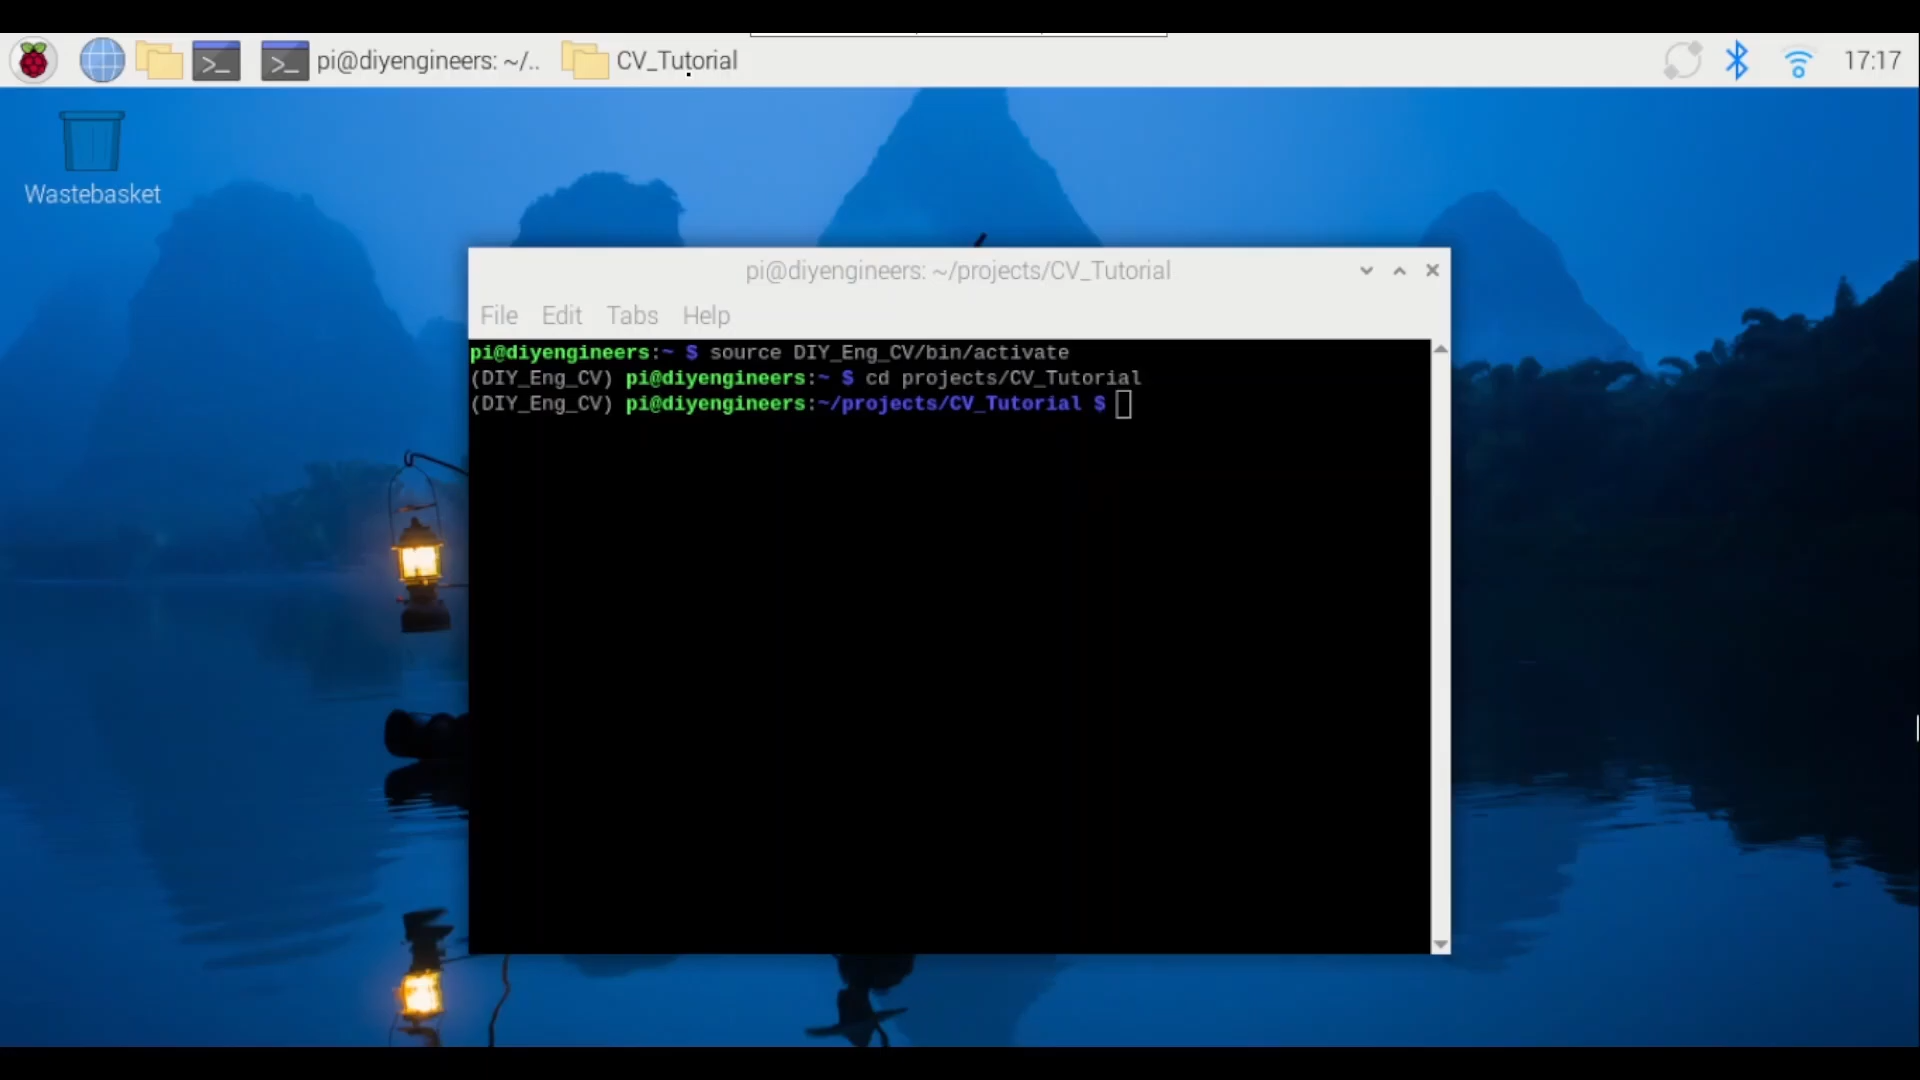 pi@diyengineers: ~/.. CV_Tutorial 17:17
Wastebasket
pi@diyengineers: ~/projects/CV_Tutorial
File Edit Tabs Help
pi@diyengineers:~ $ source DIY_Eng_CV/bin/activate
(DIY_Eng_CV) pi@diyengineers:~ $ cd projects/CV_Tutorial
(DIY_Eng_CV) pi@diyengineers:~/projects/CV_Tutorial $